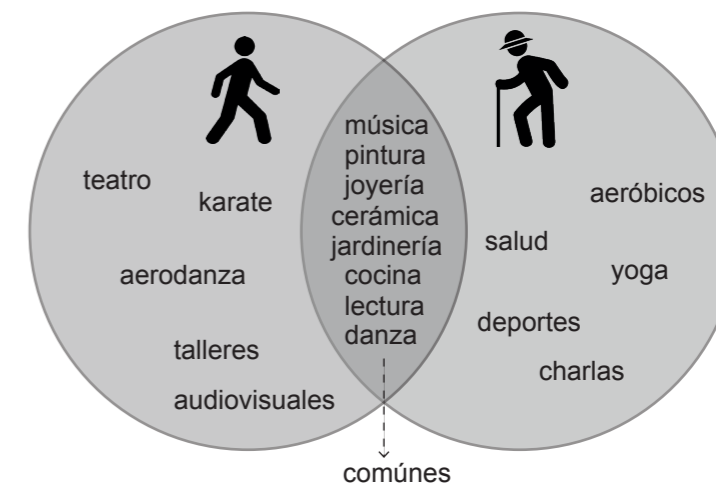 teatro
karate
aerodanza
talleres
audiovisuales
música
pintura
joyería
cerámica
jardinería
cocina
lectura
danza
aeróbicos
salud
yoga
deportes
charlas
comúnes